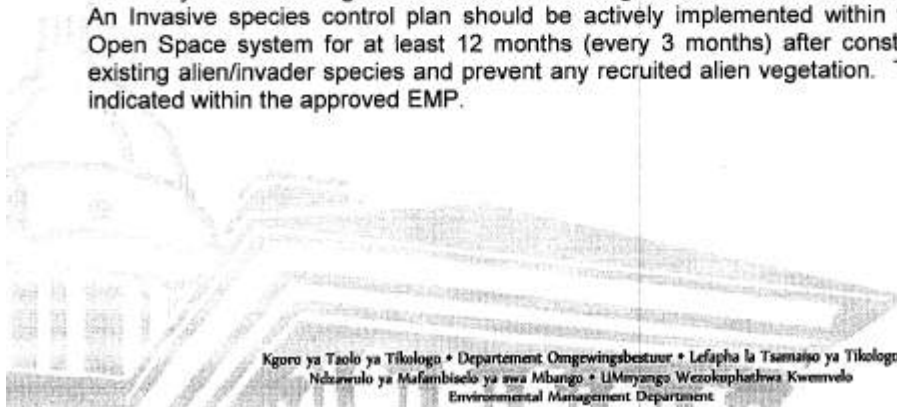 An Invasive species control plan should be actively implemented within
Open Space system for at least 12 months (every 3 months) after const
existing alien/invader species and prevent any recruited alien vegetation.
indicated within the approved EMP.
Kgoro ya Taolo ya Tikologo • Departement Omgewingsbestuur • Lefapha la Tsamaiso ya Tikologo
Ndzawulo ya Mafambiselo ya swa Mbango • UMnyango Wezokuphathwa Kwemvelo
Environmental Management Department